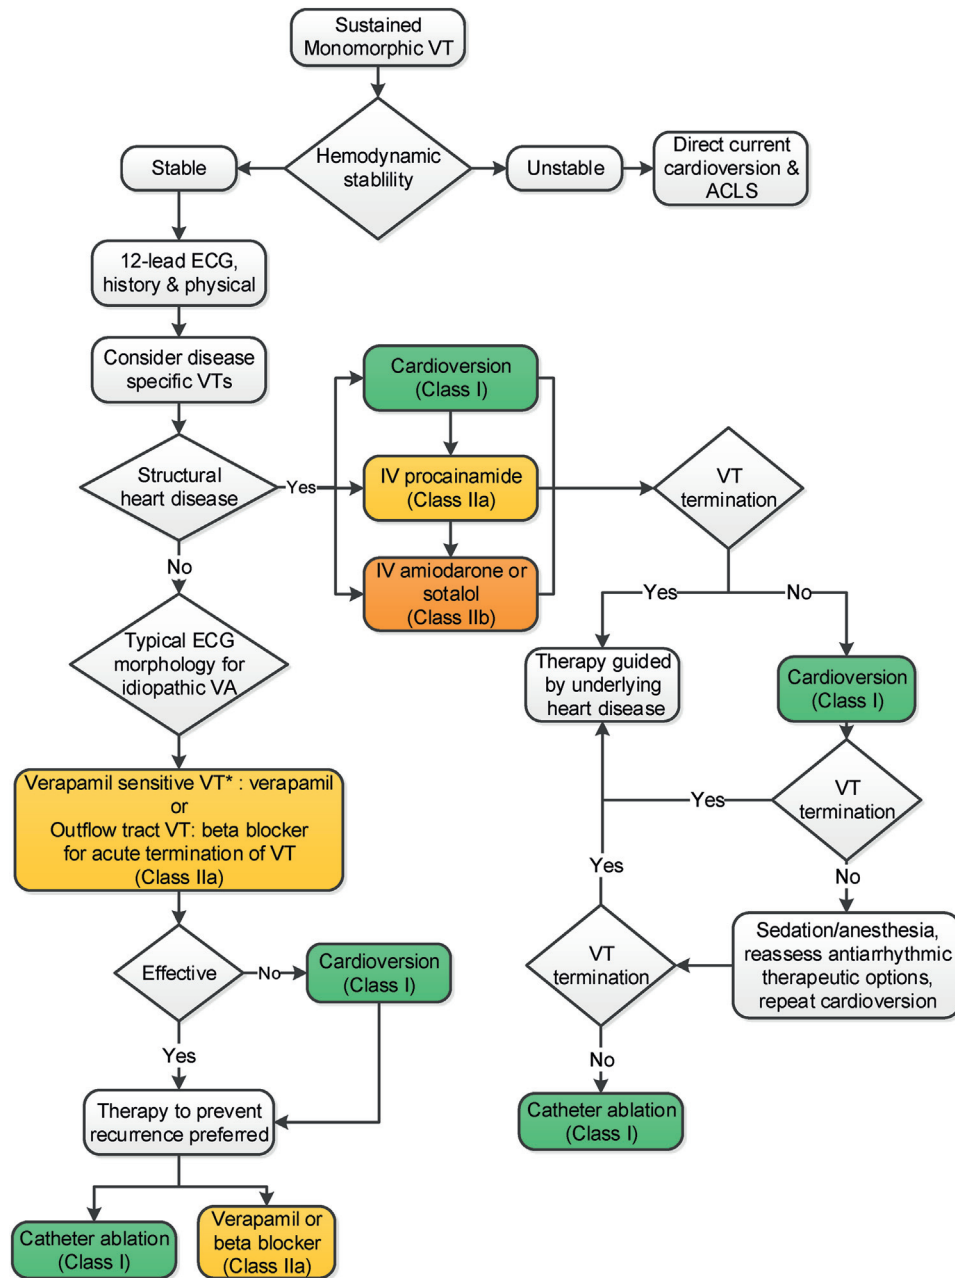 Sustained
Monomorphic VT
Hemodynamic
stablility
Stable
Unstable
Direct current
cardioversion &
ACLS
12-lead ECG,
history & physical
Consider disease
specific VTs
Structural
heart disease
Yes
Cardioversion
(Class I)
IV procainamide
(Class IIa)
IV amiodarone or
sotalol
(Class IIb)
VT
termination
Yes
No
Therapy guided
by underlying
heart disease
Cardioversion
(Class I)
VT
termination
Yes
No
Sedation/anesthesia,
reassess antiarrhythmic
therapeutic options,
repeat cardioversion
VT
termination
Yes
No
Catheter ablation
(Class I)
No
Typical ECG
morphology for
idiopathic VA
Verapamil sensitive VT* : verapamil
or
Outflow tract VT: beta blocker
for acute termination of VT
(Class IIa)
Effective
No
Cardioversion
(Class I)
Yes
Therapy to prevent
recurrence preferred
Catheter ablation
(Class I)
Verapamil or
beta blocker
(Class IIa)